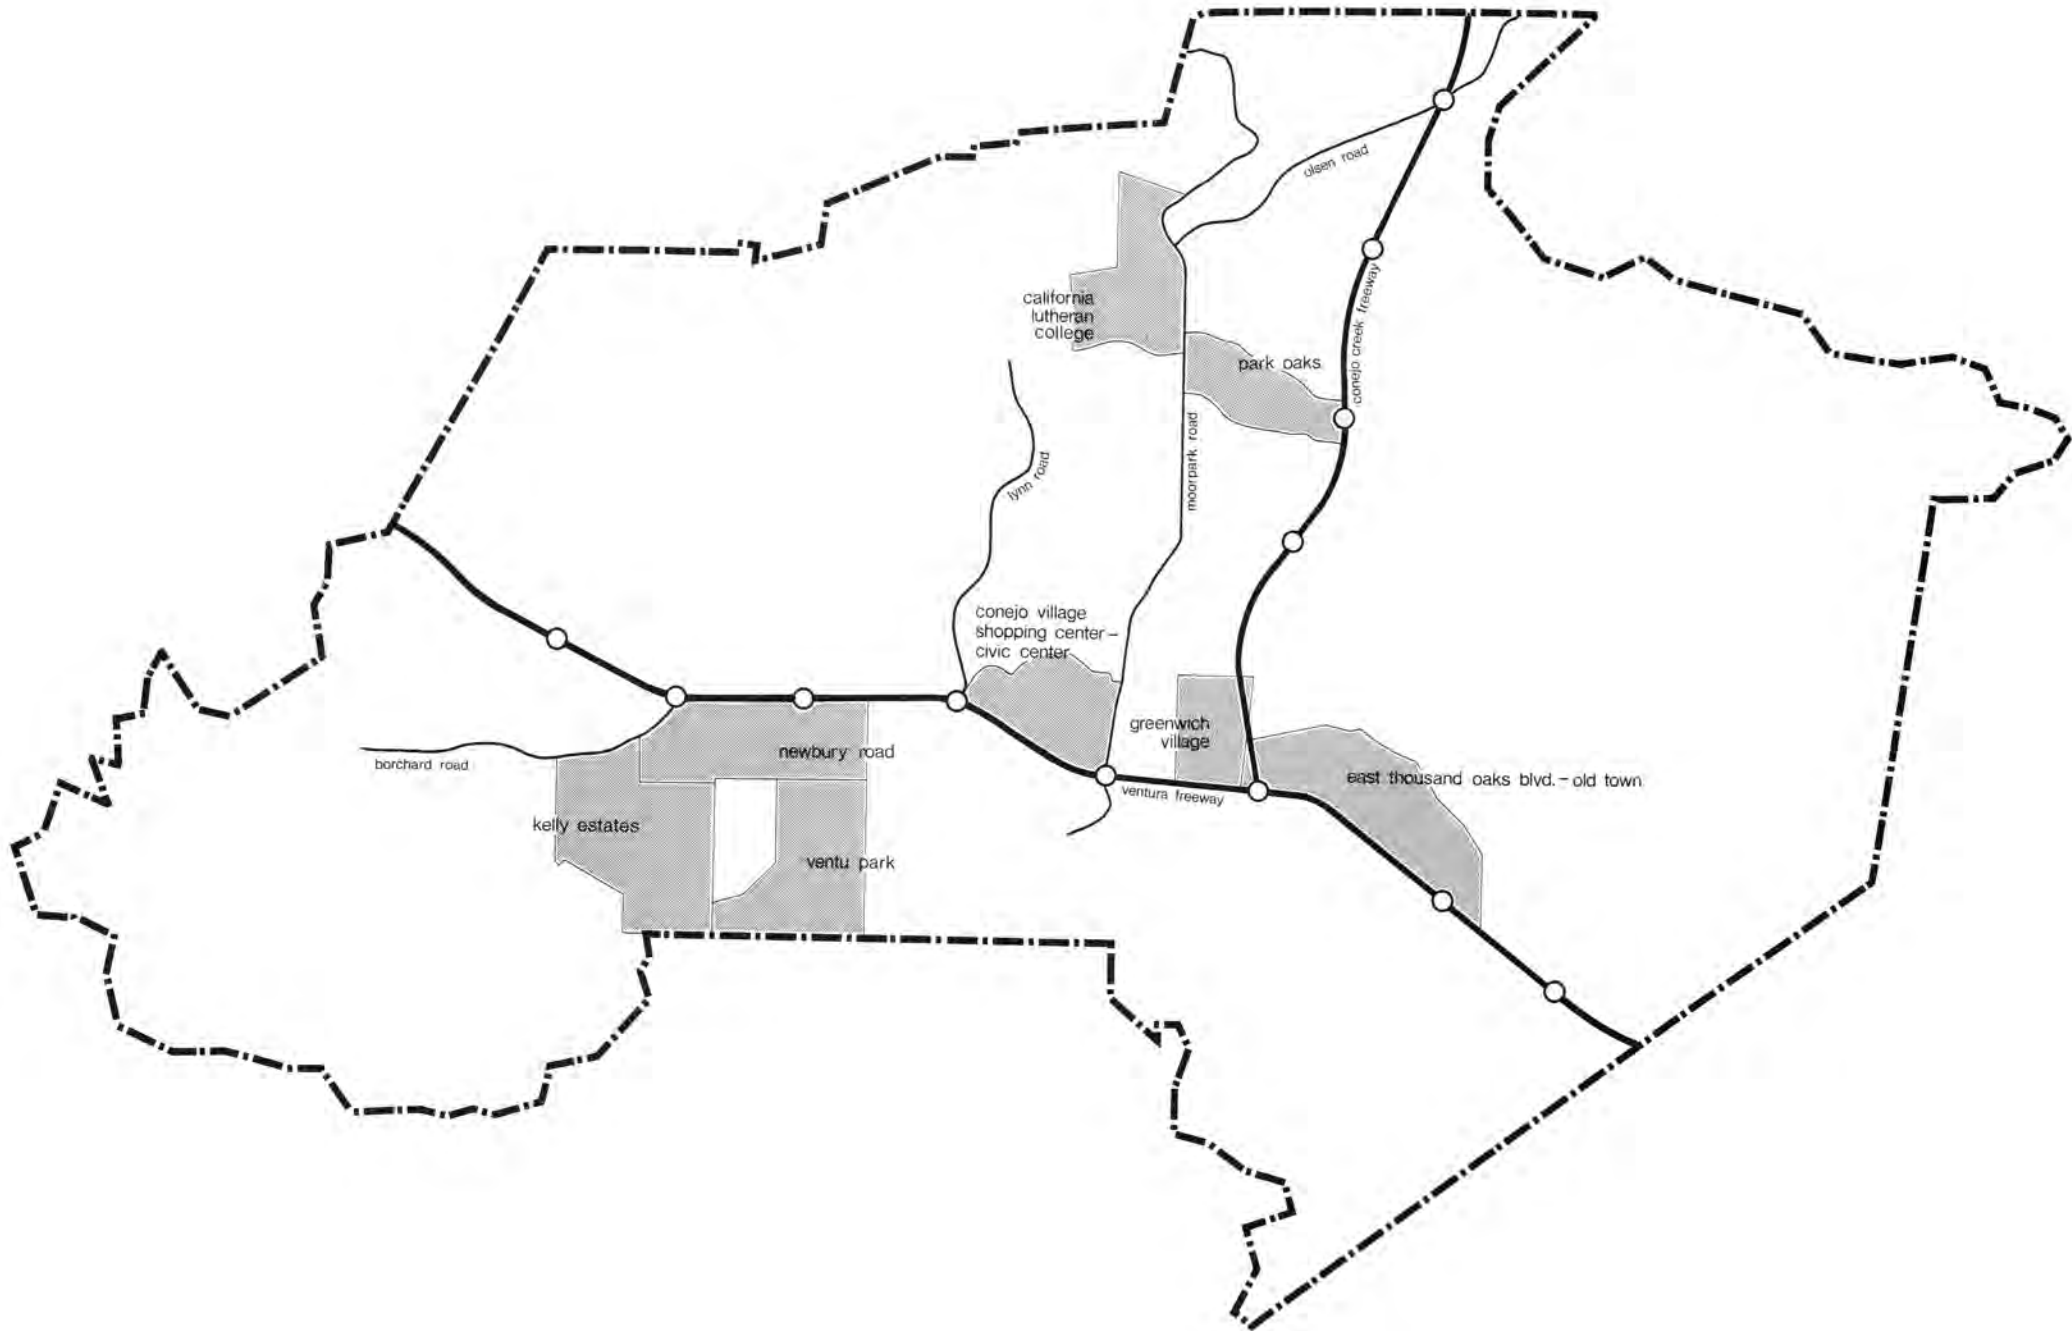 olsen road
california
lutheran
college
conejo creek freeway
park oaks
moorpark road
lynn road
conejo village
shopping center–
civic center
greenwich
village
newbury road
borchard road
east thousand oaks blvd.–old town
ventura freeway
kelly estates
ventu park